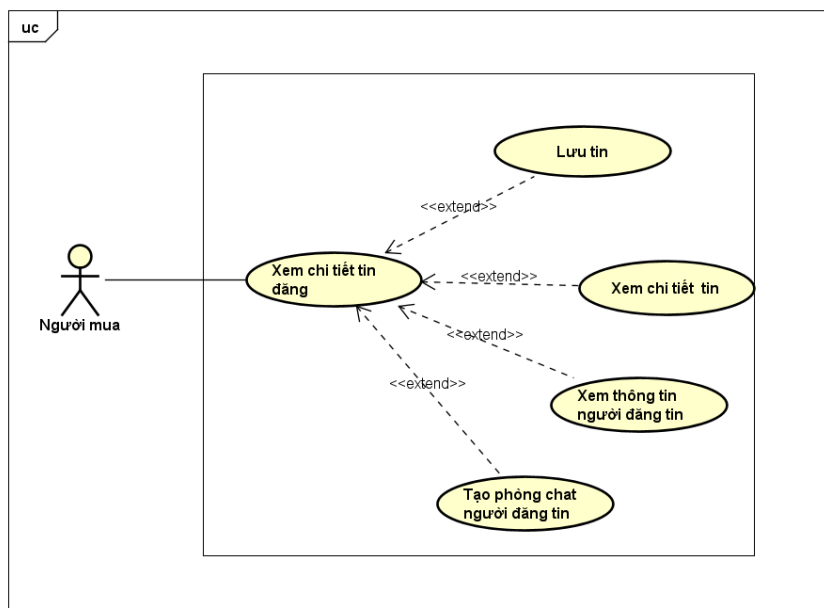 uc
Lưu tin
<<extend>>
Xem chi tiết tin
đăng
<<extend>>
Xem chi tiết tin
Người mua
<<extend>>
<<extend>>
Xem thông tin
người đăng tin
Tạo phòng chat
người đăng tin